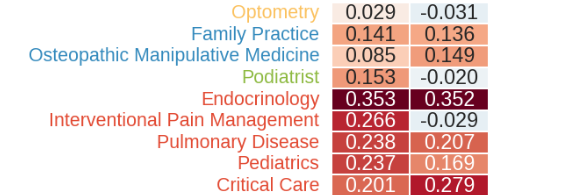 Optometry 0.029 -0.031
Family Practice 0.141 0.136
Osteopathic Manipulative Medicine 0.085 0.149
Podiatrist 0.153 -0.020
Endocrinology 0.353 0.352
Interventional Pain Management 0.266 -0.029
Pulmonary Disease 0.238 0.207
Pediatrics 0.237 0.169
Critical Care 0.201 0.279